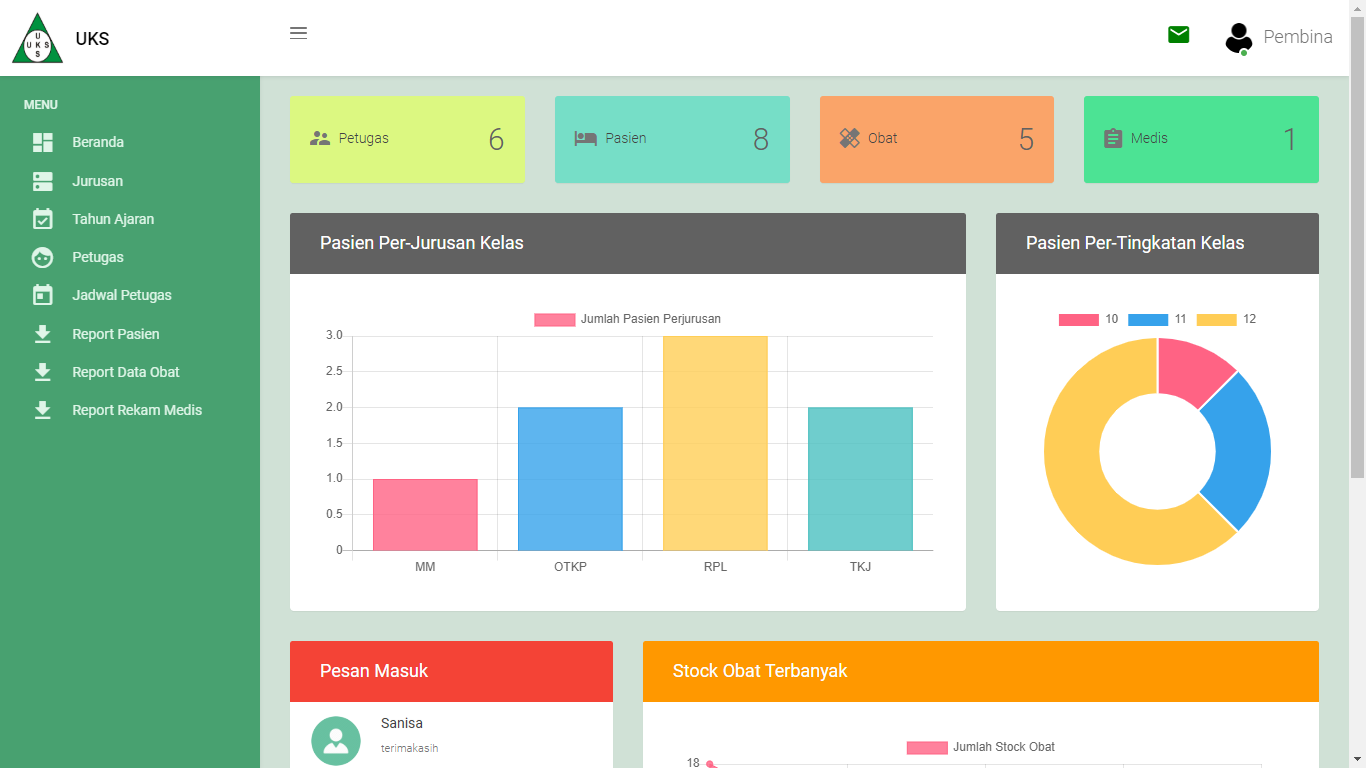 U
U K S
S
UKS
Pembina
MENU
Beranda
Jurusan
Tahun Ajaran
Petugas
Jadwal Petugas
Report Pasien
Report Data Obat
Report Rekam Medis
Petugas 6
Pasien 8
Obat 5
Medis 1
Pasien Per-Jurusan Kelas
Jumlah Pasien Perjurusan
3.0
2.5
2.0
1.5
1.0
0.5
0
MM OTKP RPL TKJ
Pasien Per-Tingkatan Kelas
10 11 12
Pesan Masuk
Sanisa
terimakasih
Stock Obat Terbanyak
Jumlah Stock Obat
18